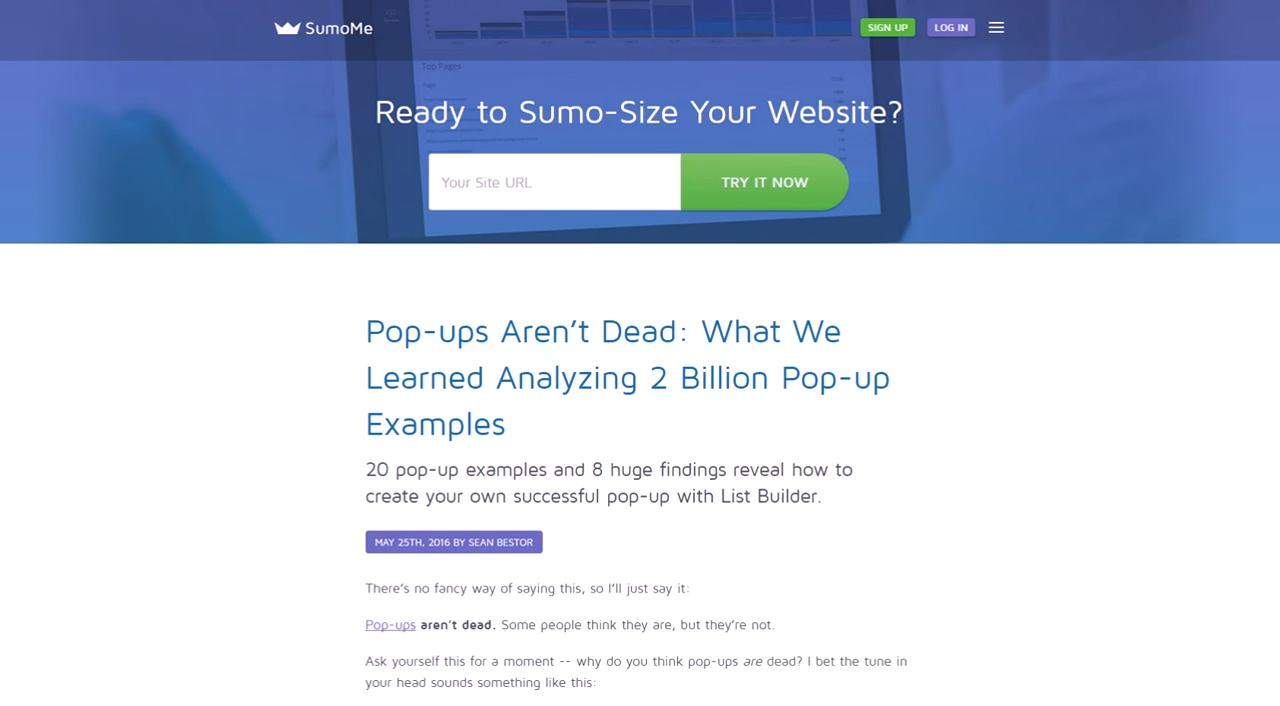 SumoMe
SIGN UP
LOG IN
Top Pages
Ready to Sumo-Size Your Website?
Your Site URL
TRY IT NOW
Pop-ups Aren't Dead: What We
Learned Analyzing 2 Billion Pop-up
Examples
20 pop-up examples and 8 huge findings reveal how to
create your own successful pop-up with List Builder.
MAY 25TH, 2016 BY SEAN BESTOR
There's no fancy way of saying this, so I'll just say it:
Pop-ups aren't dead. Some people think they are, but they're not.
Ask yourself this for a moment -- why do you think pop-ups are dead? I bet the tune in
your head sounds something like this: